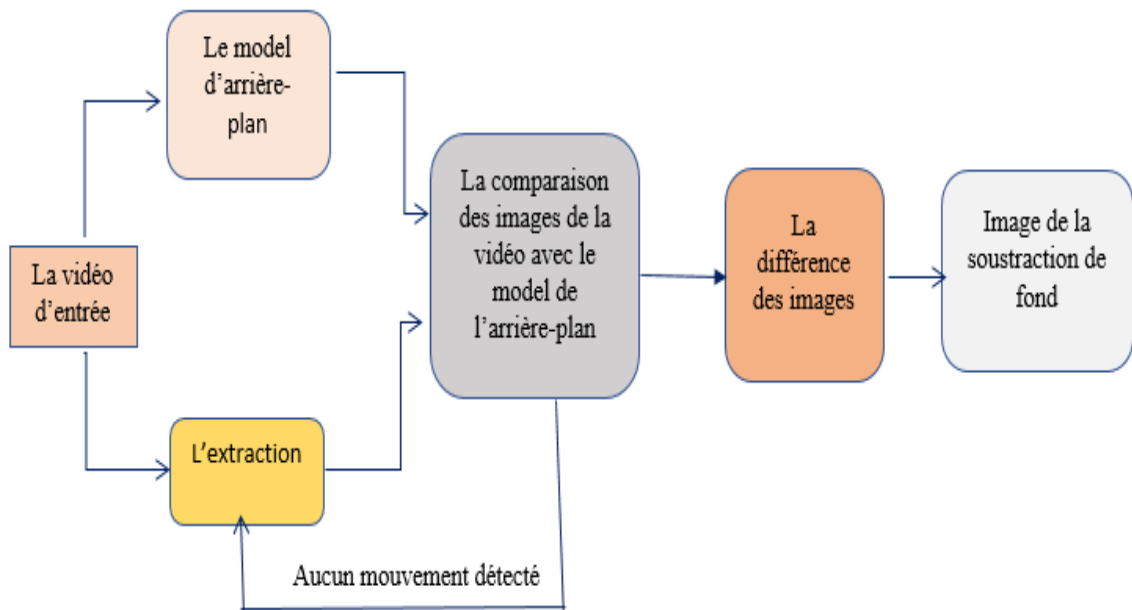 Le model
d'arrière-
plan
La vidéo
d'entrée
L'extraction
La comparaison
des images de la
vidéo avec le
model de
l'arrière-plan
La
différence
des images
Image de la
soustraction de
fond
Aucun mouvement détecté